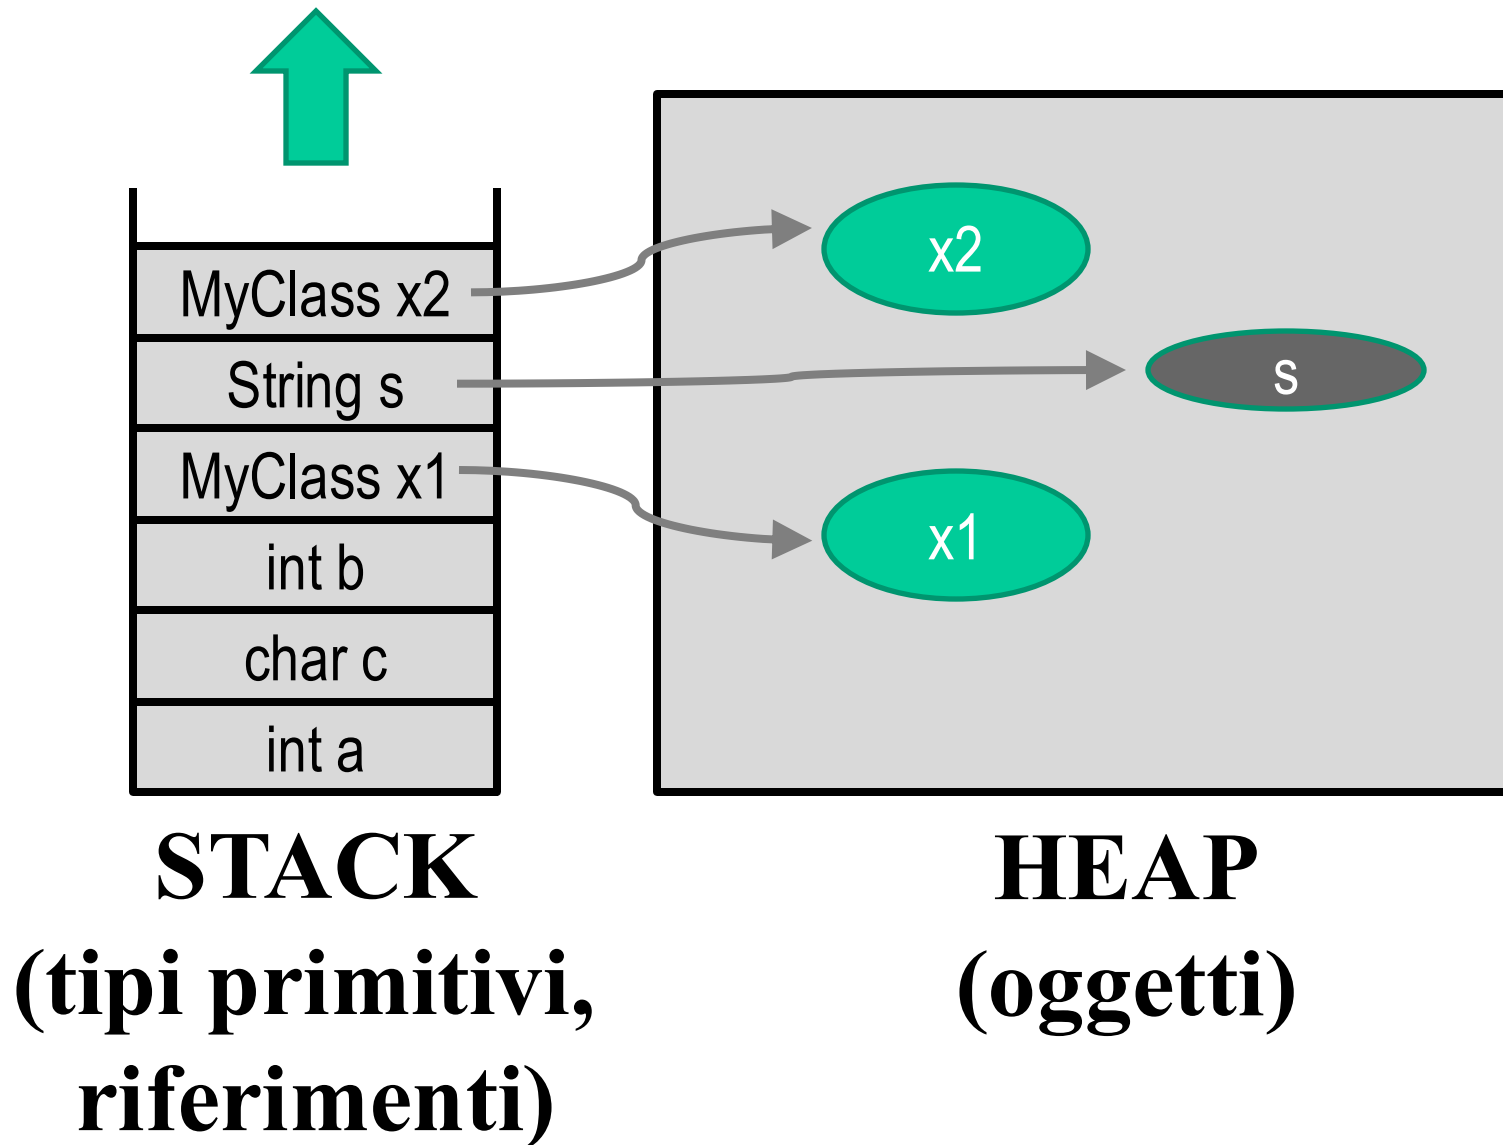 MyClass x2
String s
MyClass x1
int b
char c
int a
x2
s
x1
STACK
(tipi primitivi,
riferimenti)
HEAP
(oggetti)